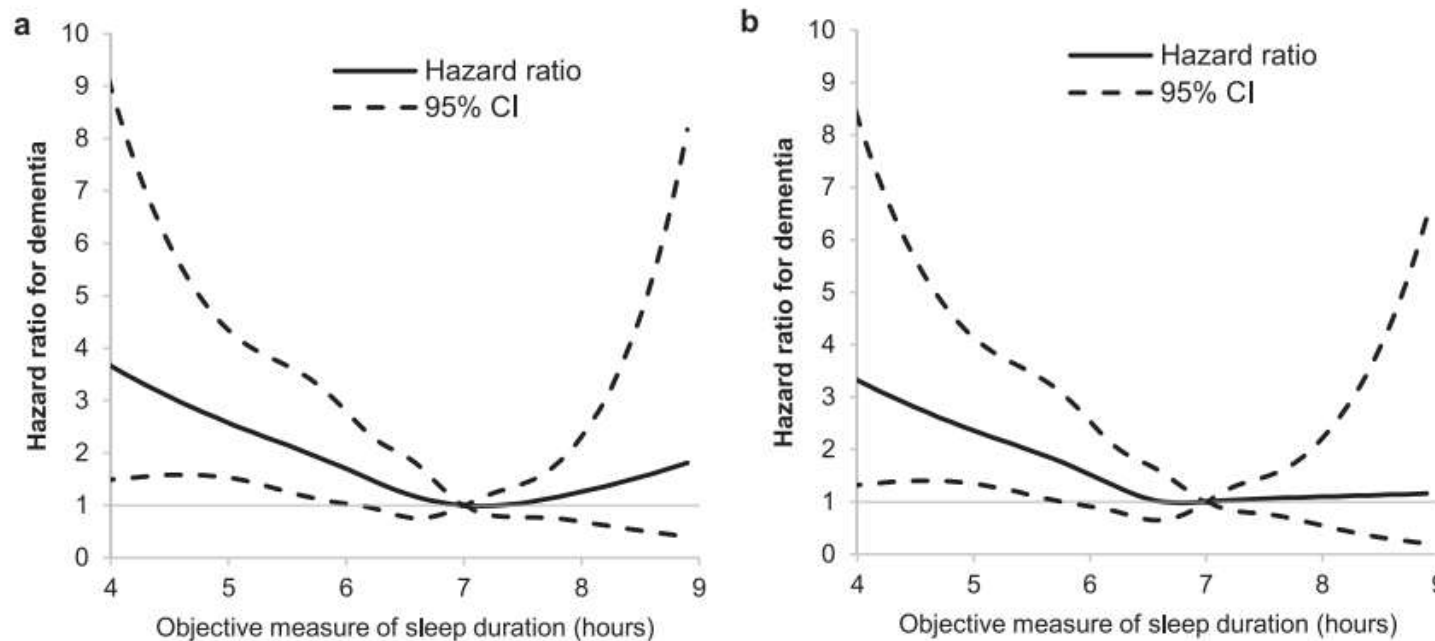 a
10
9
8
7
6
5
4
3
2
1
0
Hazard ratio for dementia
Hazard ratio
95% CI
4 5 6 7 8 9
Objective measure of sleep duration (hours)
b
10
9
8
7
6
5
4
3
2
1
0
Hazard ratio for dementia
Hazard ratio
95% CI
4 5 6 7 8 9
Objective measure of sleep duration (hours)